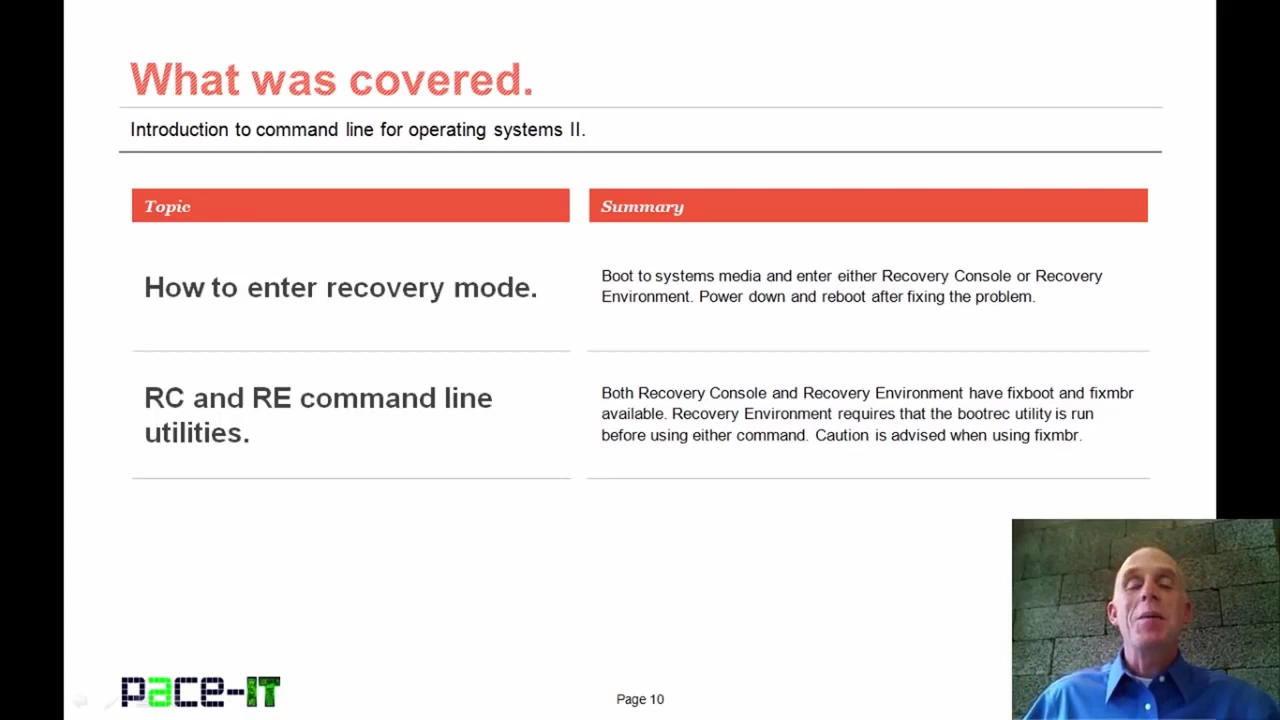 What was covered.
Introduction to command line for operating systems II.
Topic
Summary
How to enter recovery mode.
Boot to systems media and enter either Recovery Console or Recovery
Environment. Power down and reboot after fixing the problem.
RC and RE command line
utilities.
Both Recovery Console and Recovery Environment have fixboot and fixmbr
available. Recovery Environment requires that the bootrec utility is run
before using either command. Caution is advised when using fixmbr.
pace-IT
Page 10